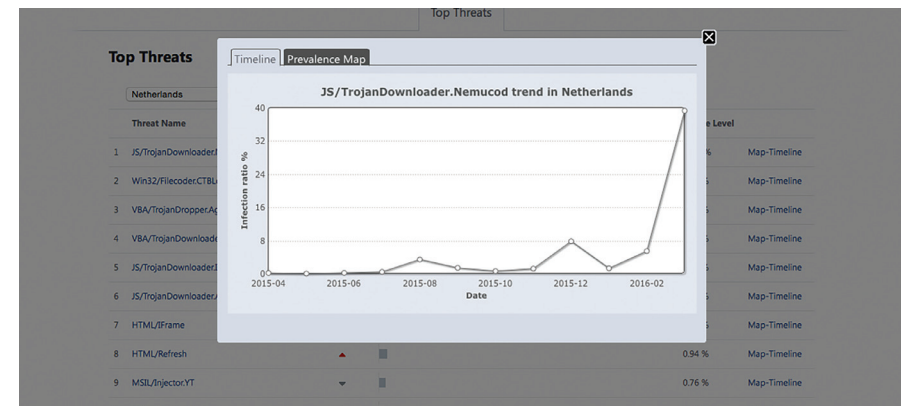 Top Threats
Top Threats
Timeline Prevalence Map
Netherlands
JS/TrojanDownloader.Nemucod trend in Netherlands
Threat Name
Level
Infection ratio %
40
32
24
16
8
0
2015-04 2015-06 2015-08 2015-10 2015-12 2016-02
Date
1 JS/TrojanDownloader. % Map-Timeline
2 Win32/Filecoder.CTBL Map-Timeline
3 VBA/TrojanDropper.Ag Map-Timeline
4 VBA/TrojanDownloade Map-Timeline
5 JS/TrojanDownloader. Map-Timeline
6 JS/TrojanDownloader. Map-Timeline
7 HTML/IFrame Map-Timeline
8 HTML/Refresh 0.94 % Map-Timeline
9 MSIL/Injector.YT 0.76 % Map-Timeline